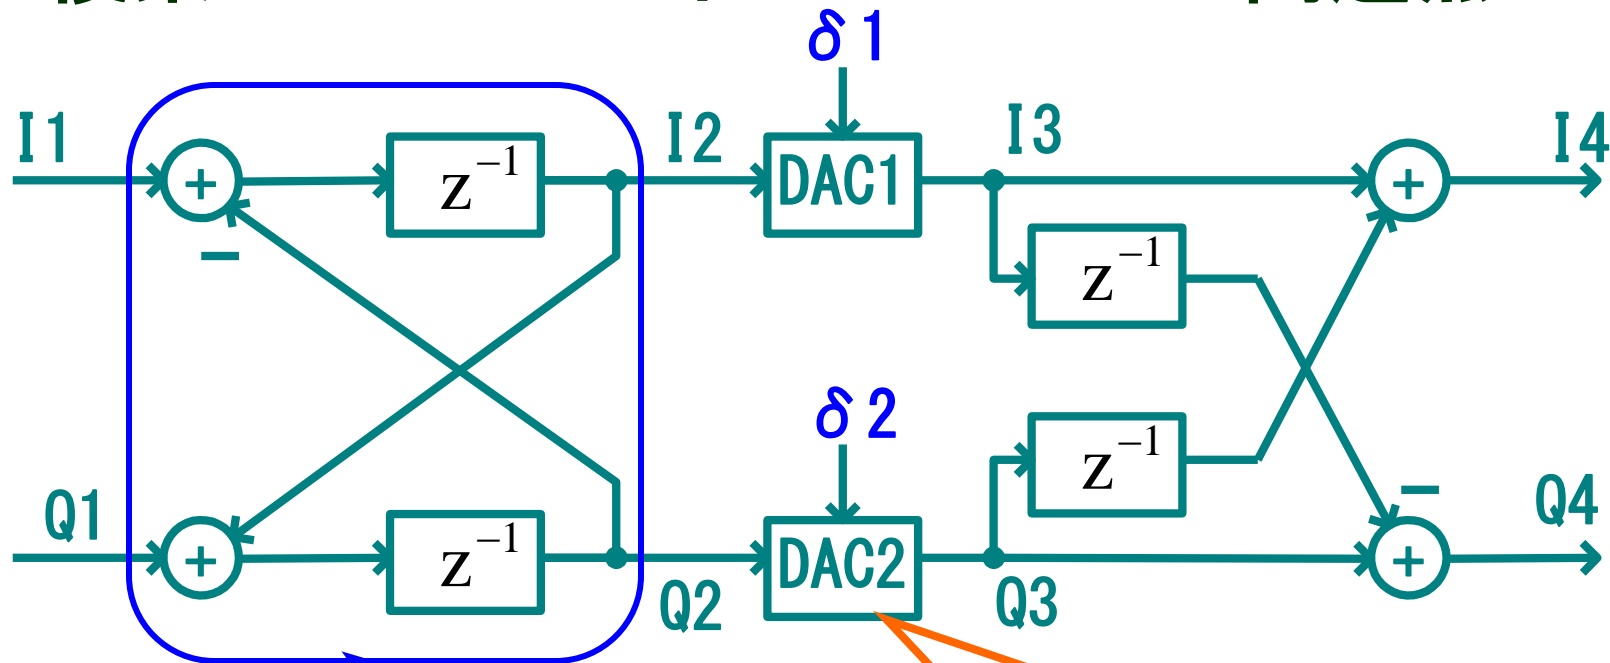 δ1
I1
I2
I3
I4
+
z⁻¹
DAC1
+
−
z⁻¹
δ2
z⁻¹
−
Q1
Q4
+
z⁻¹
DAC2
+
Q2
Q3